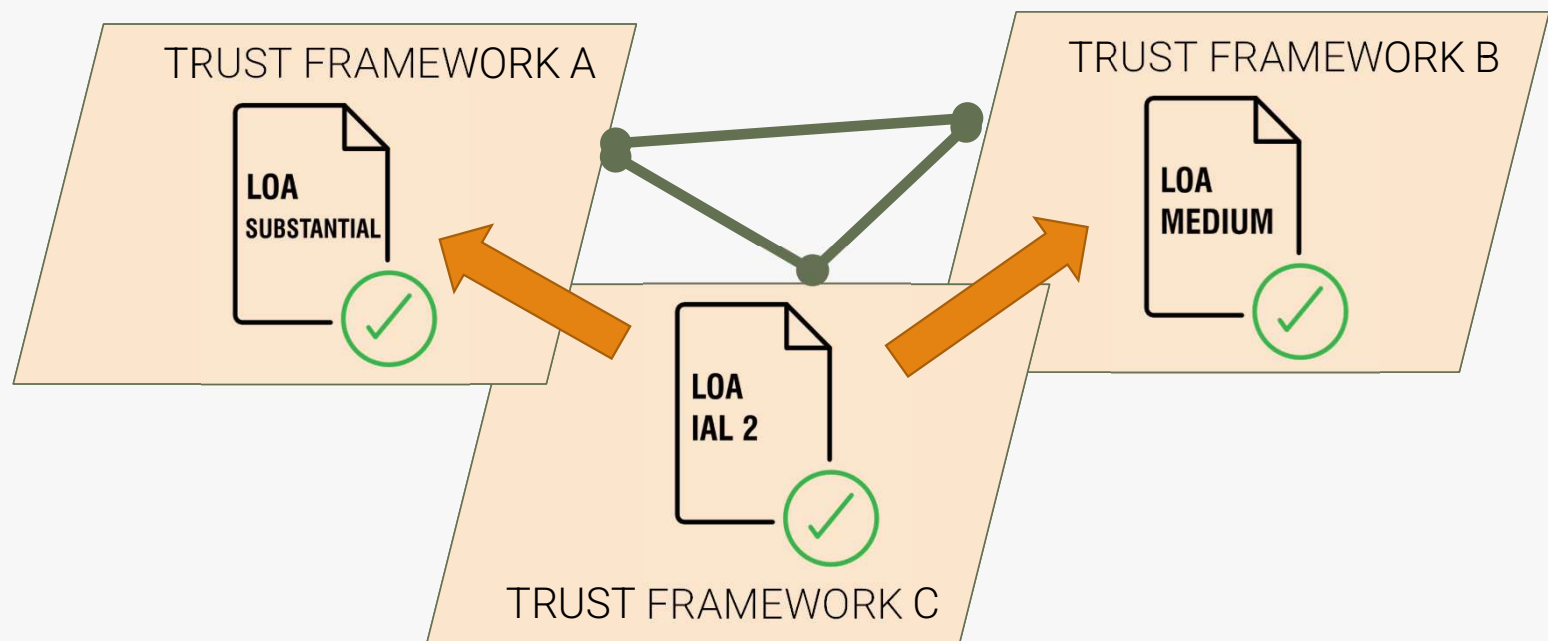 TRUST FRAMEWORK A
LOA
SUBSTANTIAL
TRUST FRAMEWORK B
LOA
MEDIUM
LOA
IAL 2
TRUST FRAMEWORK C